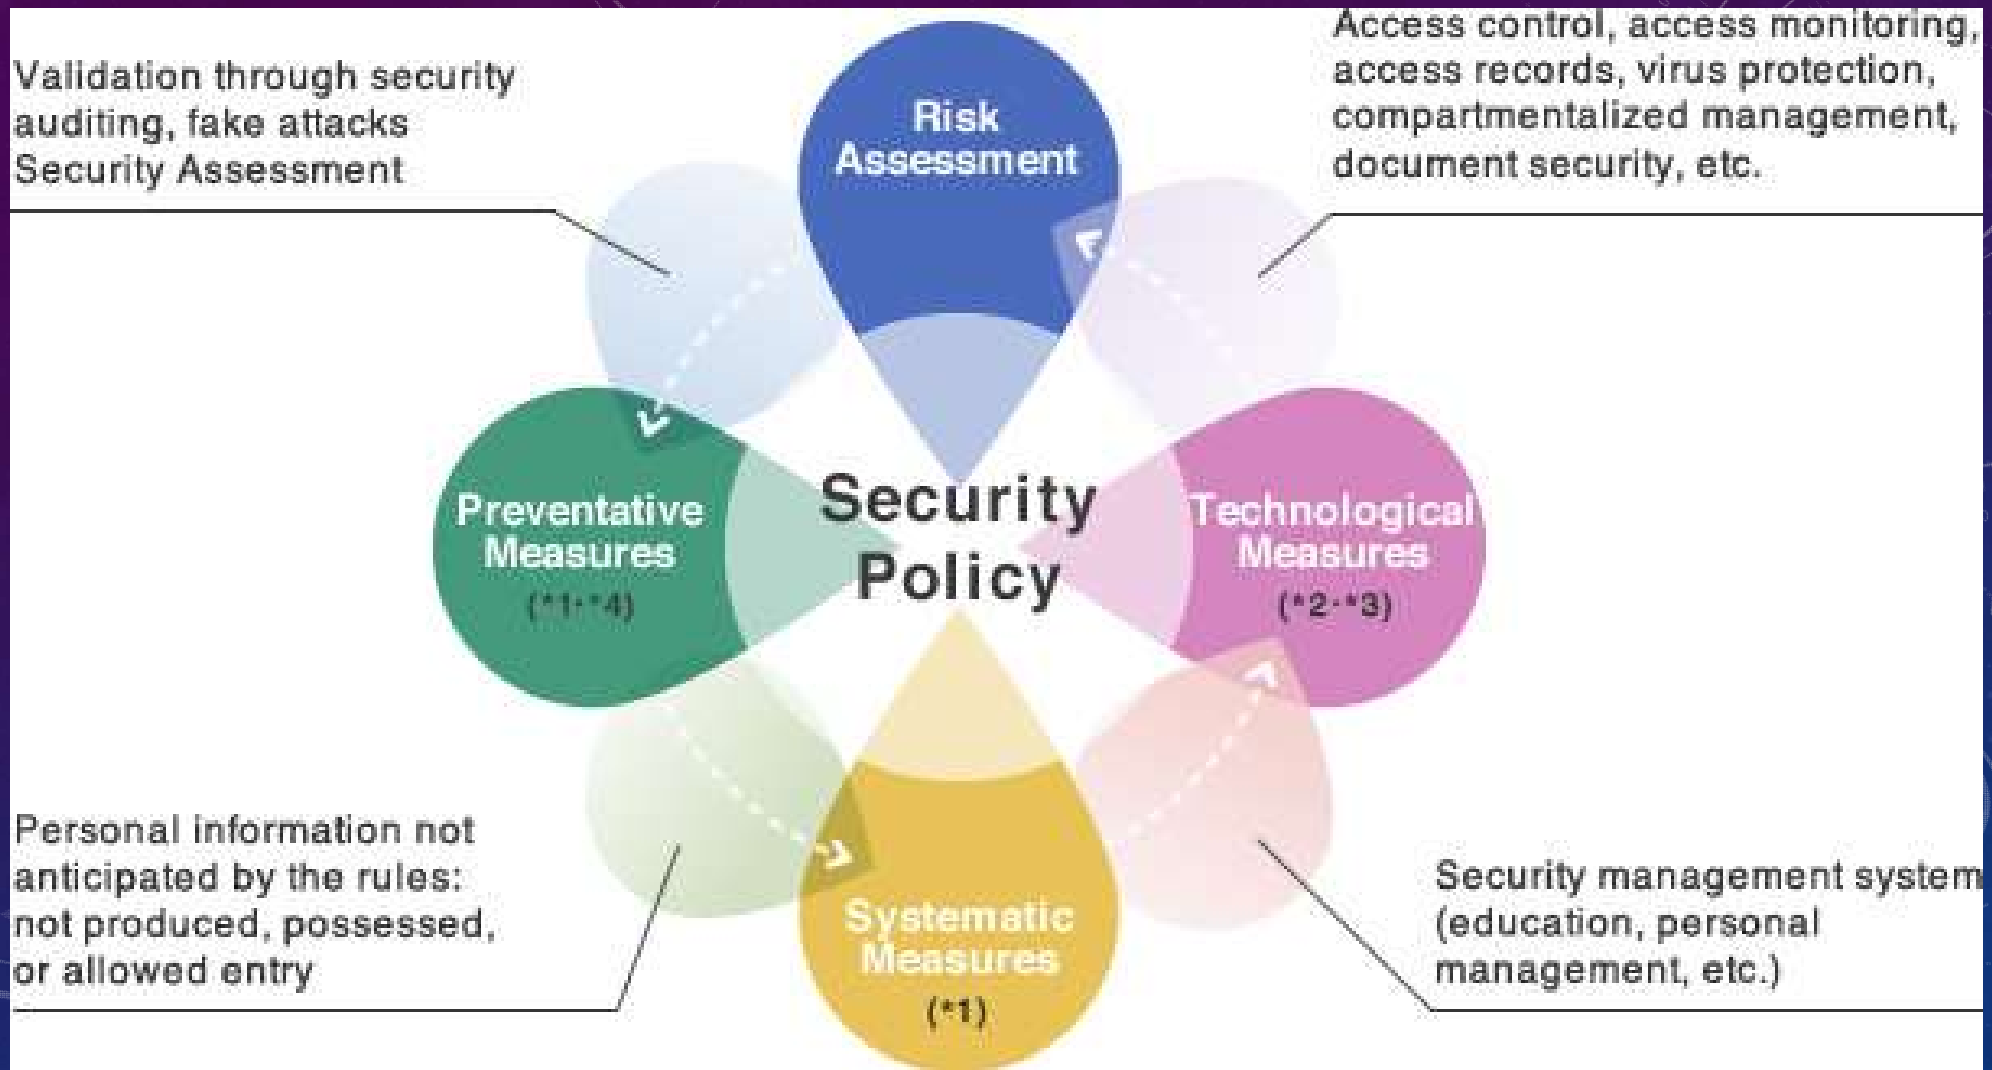 Validation through security
auditing, fake attacks
Security Assessment
Risk
Assessment
Access control, access monitoring,
access records, virus protection,
compartmentalized management,
document security, etc.
Preventative
Measures
(*1·*4)
Security
Policy
Technological
Measures
(*2·*3)
Personal information not
anticipated by the rules:
not produced, possessed,
or allowed entry
Systematic
Measures
(*1)
Security management system
(education, personal
management, etc.)